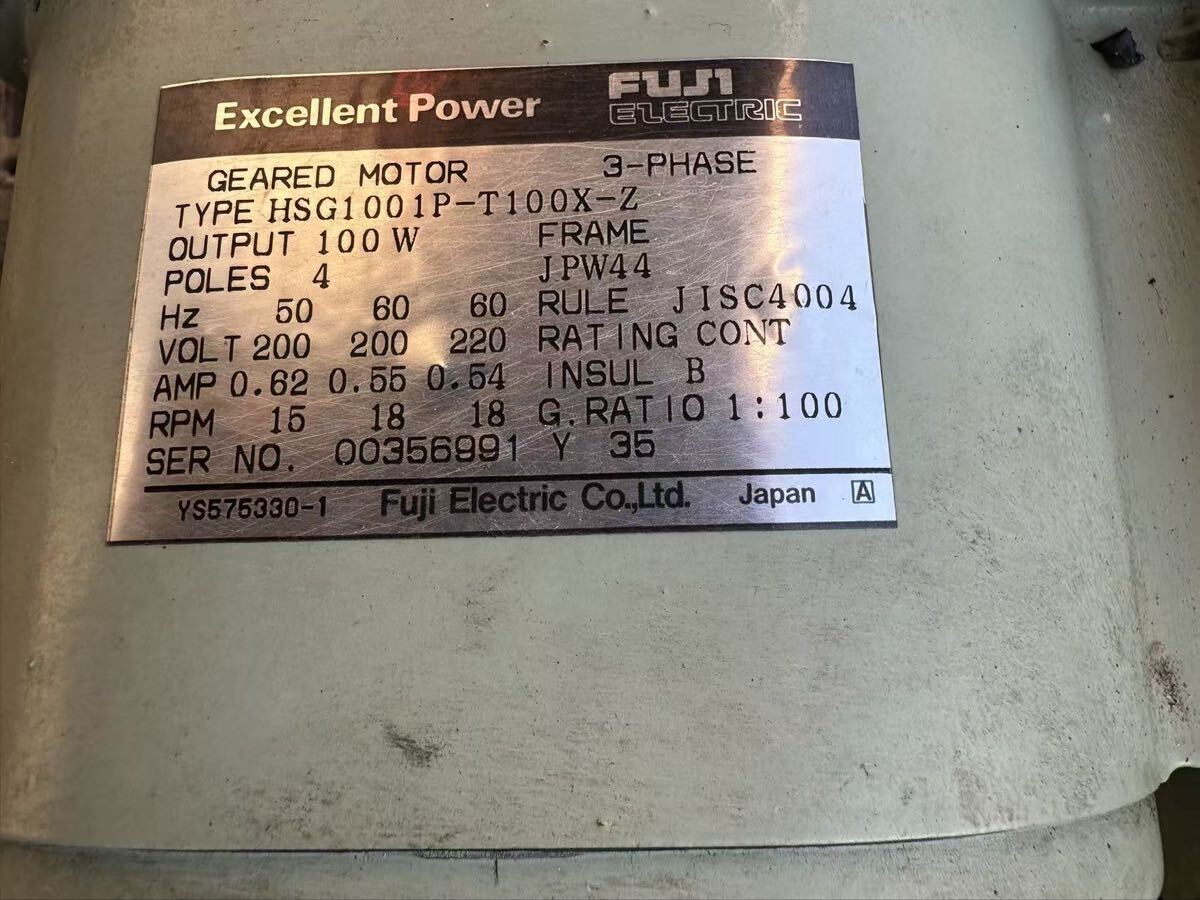 Excellent Power FUJI ELECTRIC
GEARED MOTOR 3-PHASE
TYPE HSG1001P-T100X-Z
OUTPUT 100W FRAME
POLES 4 JPW44
Hz 50 60 60 RULE JISC4004
VOLT 200 200 220 RATING CONT
AMP 0.62 0.55 0.54 INSUL B
RPM 15 18 18 G.RATIO 1:100
SER NO. 00356991 Y 35
YS575330-1 Fuji Electric Co.,Ltd. Japan A